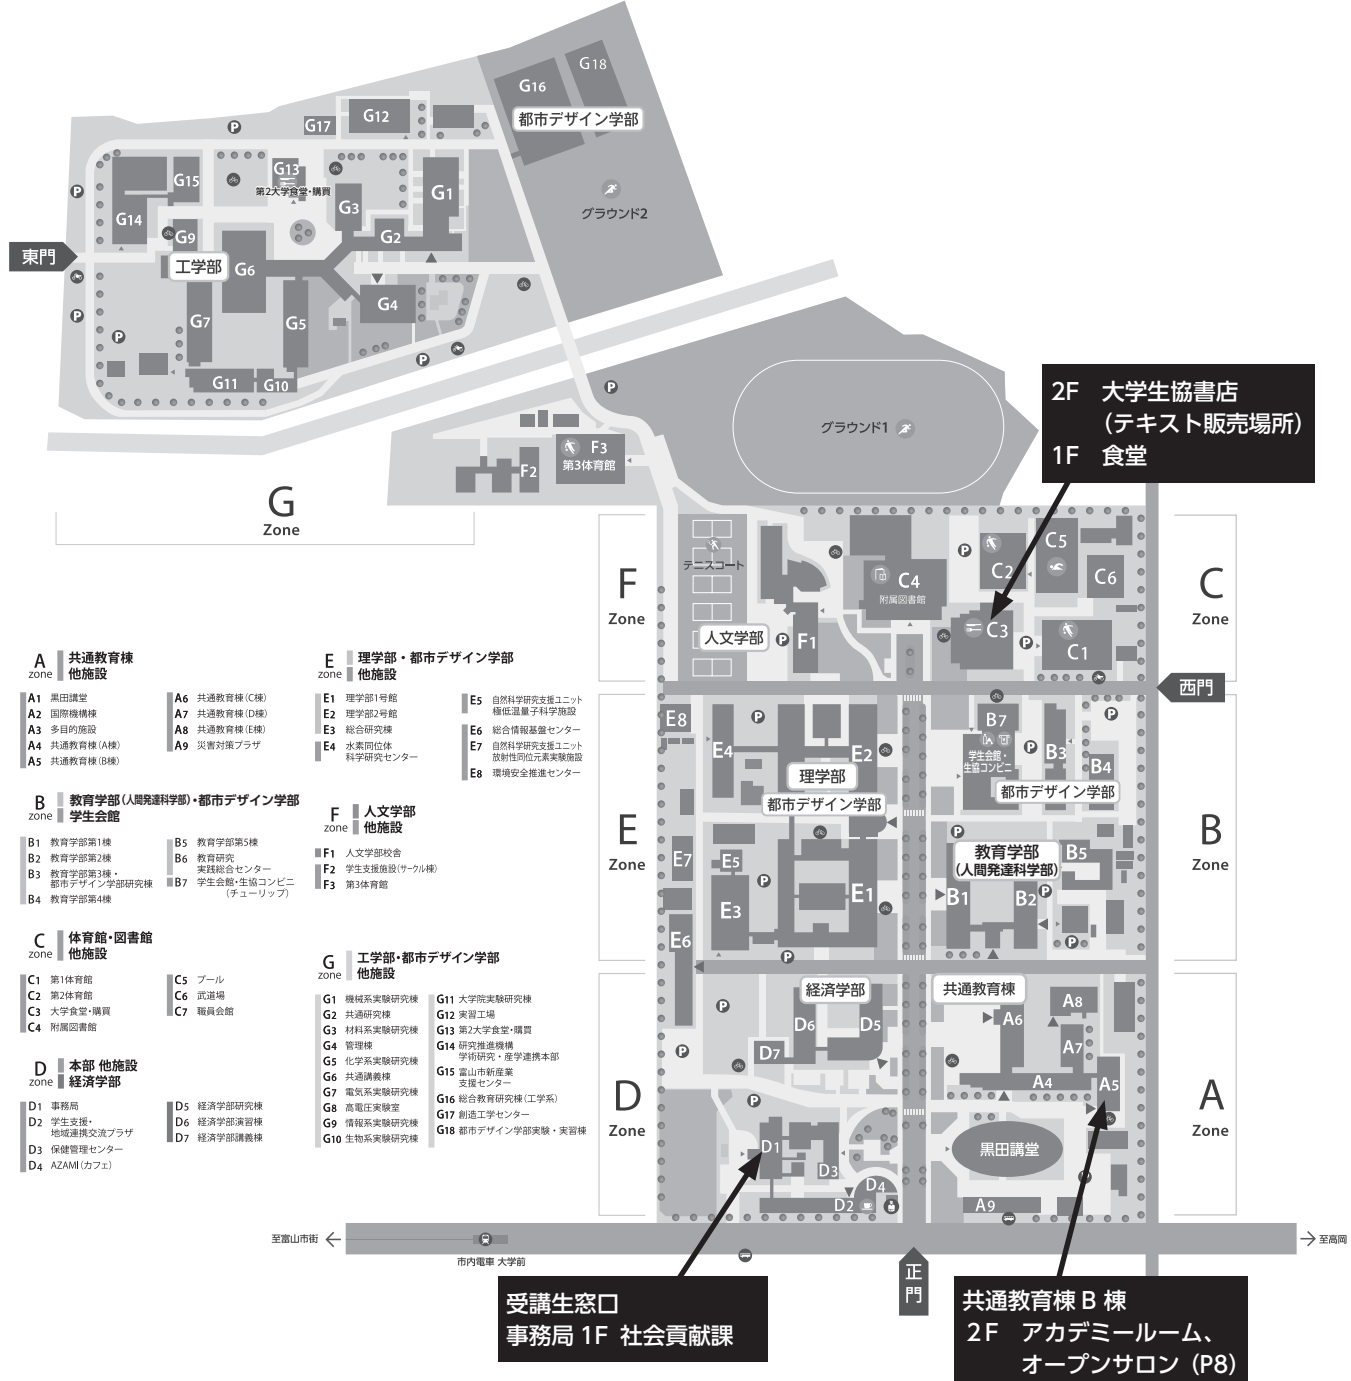 G16
G18
都市デザイン学部
G12
G17
P
G13
第2大学食堂・購買
G15
G1
G3
G14
グラウンド2
G9
G2
東門
工学部
G6
G4
G7
G5
G11
G10
グラウンド1
2F 大学生協書店
(テキスト販売場所)
1F 食堂
F3
第3体育館
F2
G
Zone
F
Zone
C
Zone
テニスコート
C4
附属図書館
C2
C5
C6
人文学部
F1
C3
C1
西門
A
zone
共通教育棟
他施設
A1 黒田講堂
A2 国際機構棟
A3 多目的施設
A4 共通教育棟(A棟)
A5 共通教育棟(B棟)
A6 共通教育棟(C棟)
A7 共通教育棟(D棟)
A8 共通教育棟(E棟)
A9 災害対策プラザ
B
zone
教育学部(人間発達科学部)・都市デザイン学部
学生会館
B1 教育学部第1棟
B2 教育学部第2棟
B3 教育学部第3棟・
都市デザイン学部研究棟
B4 教育学部第4棟
B5 教育学部第5棟
B6 教育研究
実践総合センター
B7 学生会館・生協コンビニ
(チューリップ)
C
zone
体育館・図書館
他施設
C1 第1体育館
C2 第2体育館
C3 大学食堂・購買
C4 附属図書館
C5 プール
C6 武道場
C7 職員会館
D
zone
本部 他施設
経済学部
D1 事務局
D2 学生支援・
地域連携交流プラザ
D3 保健管理センター
D4 AZAMI(カフェ)
D5 経済学部研究棟
D6 経済学部演習棟
D7 経済学部講義棟
E
zone
理学部・都市デザイン学部
他施設
E1 理学部1号館
E2 理学部2号館
E3 総合研究棟
E4 水素同位体
科学研究センター
E5 自然科学研究支援ユニット
極低温量子科学施設
E6 総合情報基盤センター
E7 自然科学研究支援ユニット
放射性同位元素実験施設
E8 環境安全推進センター
F
zone
人文学部
他施設
F1 人文学部校舎
F2 学生支援施設(サークル棟)
F3 第3体育館
G
zone
工学部・都市デザイン学部
他施設
G1 機械系実験研究棟
G2 共通研究棟
G3 材料系実験研究棟
G4 管理棟
G5 化学系実験研究棟
G6 共通講義棟
G7 電気系実験研究棟
G8 高電圧実験室
G9 情報系実験研究棟
G10 生物系実験研究棟
G11 大学院実験研究棟
G12 実習工場
G13 第2大学食堂・購買
G14 研究推進機構
学術研究・産学連携本部
G15 富山市新産業
支援センター
G16 総合教育研究棟(工学系)
G17 創造工学センター
G18 都市デザイン学部実験・実習棟
E8
E4
E2
理学部
都市デザイン学部
B7
学生会館・
生協コンビニ
B3
B4
都市デザイン学部
E
Zone
B
Zone
E7
E5
E3
E1
E6
教育学部
(人間発達科学部)
B5
B1
B2
経済学部
共通教育棟
D6
D5
D7
A6
A8
A7
A4
A5
D
Zone
A
Zone
D1
D3
D4
D2
黒田講堂
A9
至富山市街
市内電車 大学前
至高岡
正門
受講生窓口
事務局 1F 社会貢献課
共通教育棟 B 棟
2F アカデミールーム、
オープンサロン (P8)